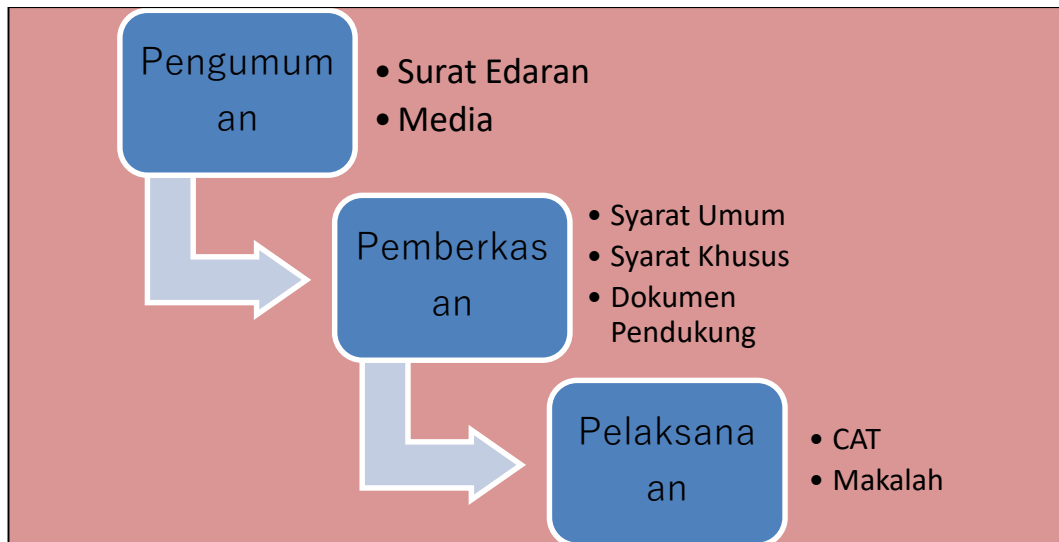 Pengumum
an
• Surat Edaran
• Media
Pemberkas
an
• Syarat Umum
• Syarat Khusus
• Dokumen
Pendukung
Pelaksana
an
• CAT
• Makalah